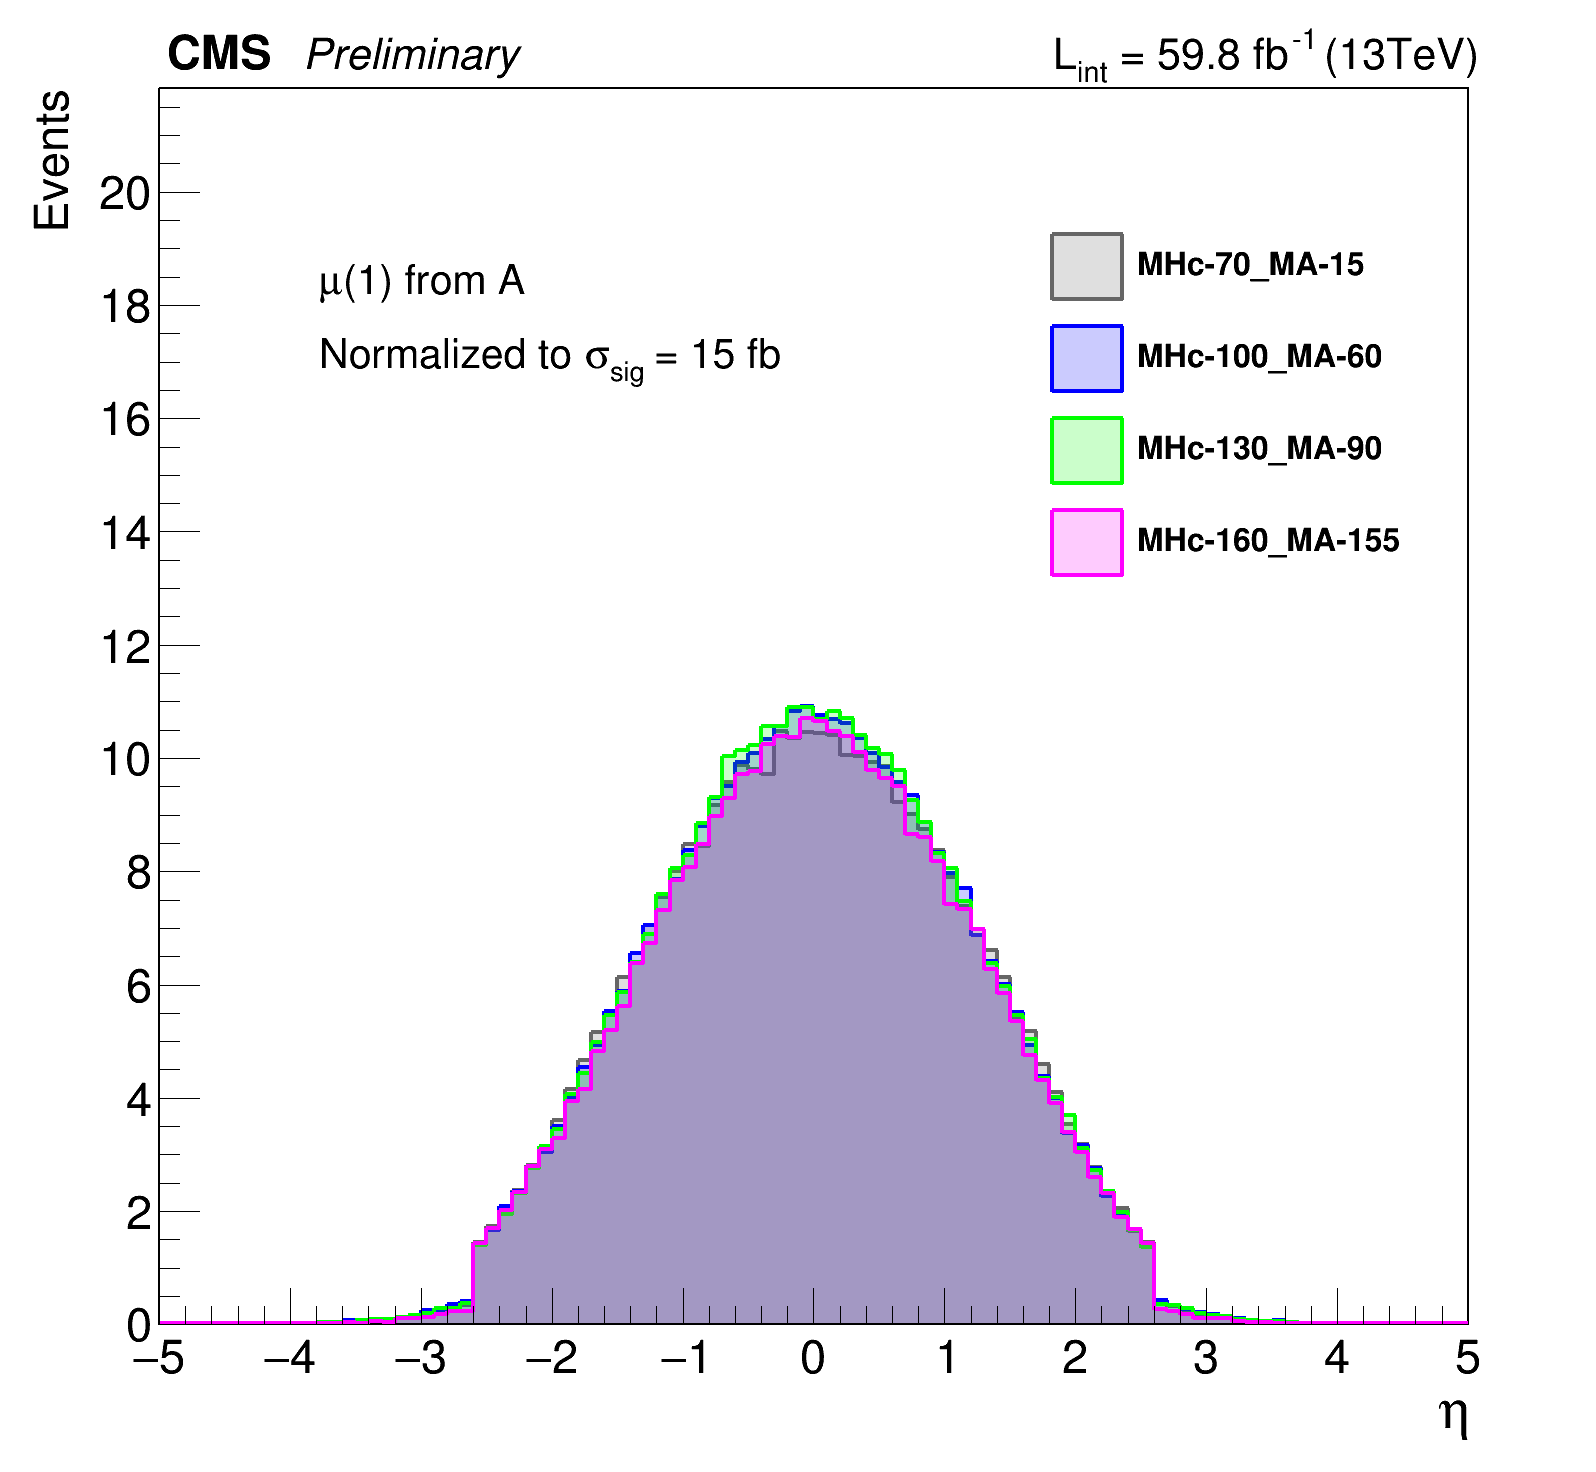 CMS Preliminary L_int = 59.8 fb^-1 (13TeV)
Events
20
18
16
14
12
10
8
6
4
2
0
μ(1) from A
Normalized to σ_sig = 15 fb
MHc-70_MA-15
MHc-100_MA-60
MHc-130_MA-90
MHc-160_MA-155
−5 −4 −3 −2 −1 0 1 2 3 4 5
η